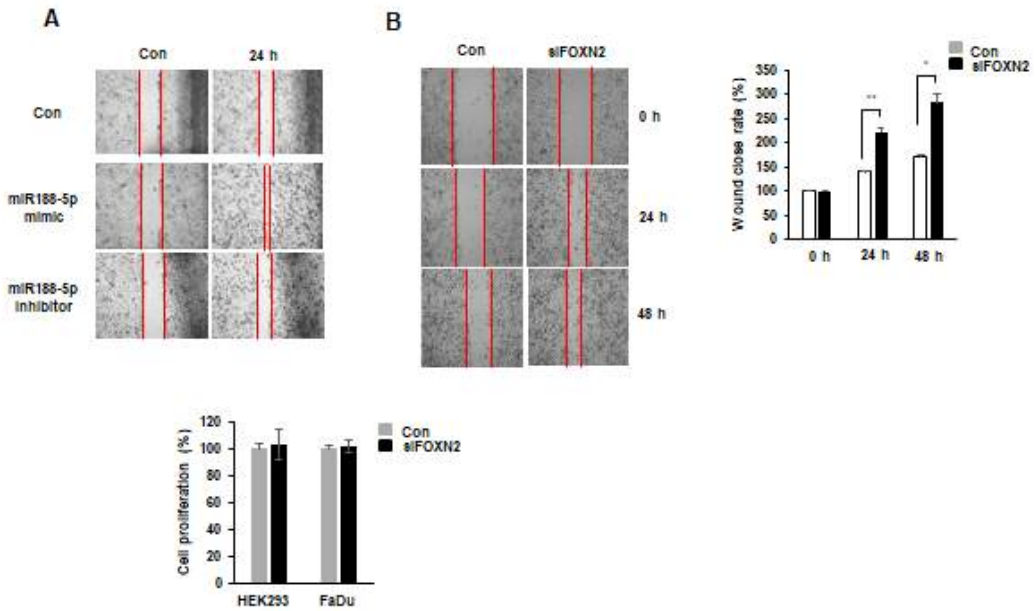 A
Con
24 h
Con
miR188-5p
mimic
miR188-5p
inhibitor
B
Con
siFOXN2
0 h
24 h
48 h
Con
siFOXN2
Wound close rate (%)
350
300
250
200
150
100
50
0
**
*
0 h
24 h
48 h
Cell proliferation (%)
120
100
80
60
40
20
0
Con
siFOXN2
HEK293
FaDu